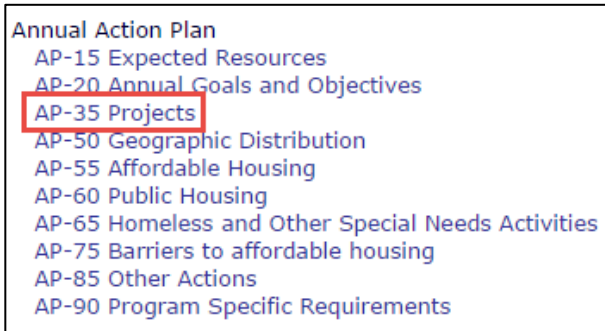 Annual Action Plan
AP-15 Expected Resources
AP-20 Annual Goals and Objectives
AP-35 Projects
AP-50 Geographic Distribution
AP-55 Affordable Housing
AP-60 Public Housing
AP-65 Homeless and Other Special Needs Activities
AP-75 Barriers to affordable housing
AP-85 Other Actions
AP-90 Program Specific Requirements